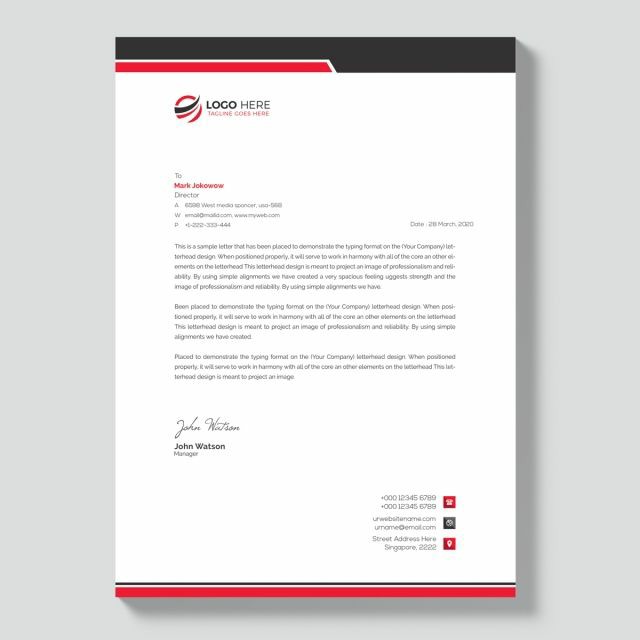 LOGO HERE
TAGLINE GOES HERE
To
Mark Jokowow
Director
A 6598 West media sponcer, usa-566
W email@mailid.com, www.myweb.com
P +1-222-333-444
Date : 28 March, 2020
This is a sample letter that has been placed to demonstrate the typing format on the (Your Company) let-
terhead design. When positioned properly, it will serve to work in harmony with all of the core an other el-
ements on the letterhead This letterhead design is meant to project an image of professionalism and reli-
ability. By using simple alignments we have created a very spacious feeling uggests strength and the
image of professionalism and reliability. By using simple alignments we have.
Been placed to demonstrate the typing format on the (Your Company) letterhead design. When posi-
tioned properly, it will serve to work in harmony with all of the core an other elements on the letterhead
This letterhead design is meant to project an image of professionalism and reliability. By using simple
alignments we have created.
Placed to demonstrate the typing format on the (Your Company) letterhead design. When positioned
properly, it will serve to work in harmony with all of the core an other elements on the letterhead This let-
terhead design is meant to project an image.
John Watson
John Watson
Manager
+000 12345 6789
+000 12345 6789
urwebsitename.com
urname@email.com
Street Address Here
Singapore, 2222